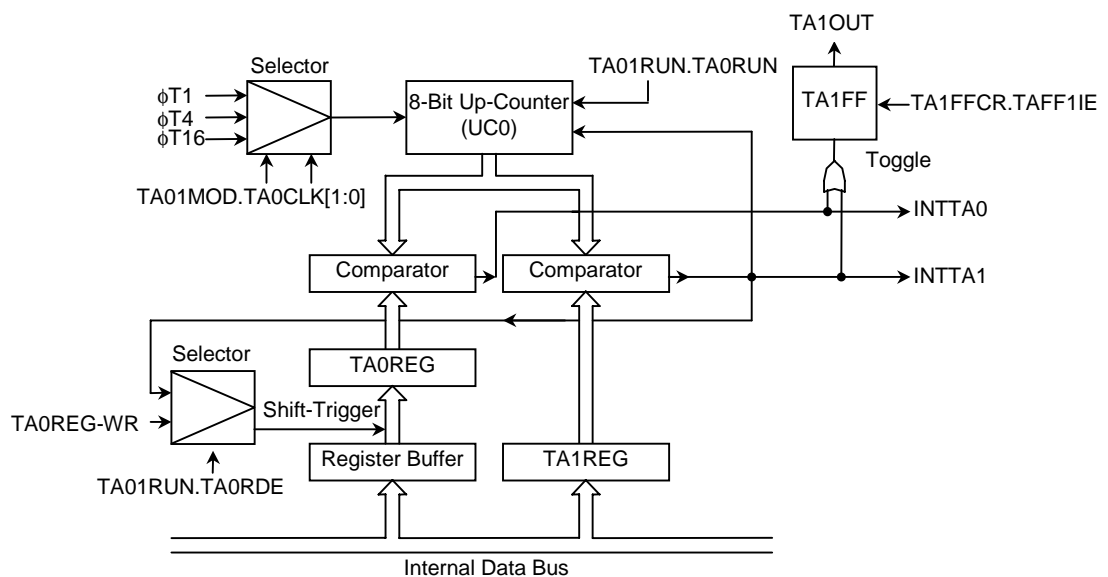 TA1OUT
Selector
TA01RUN.TA0RUN
ϕT1
ϕT4
ϕT16
8-Bit Up-Counter
(UC0)
TA1FF
TA1FFCR.TAFF1IE
Toggle
TA01MOD.TA0CLK[1:0]
INTTA0
Comparator
Comparator
INTTA1
Selector
TA0REG
Shift-Trigger
TA0REG-WR
Register Buffer
TA1REG
TA01RUN.TA0RDE
Internal Data Bus